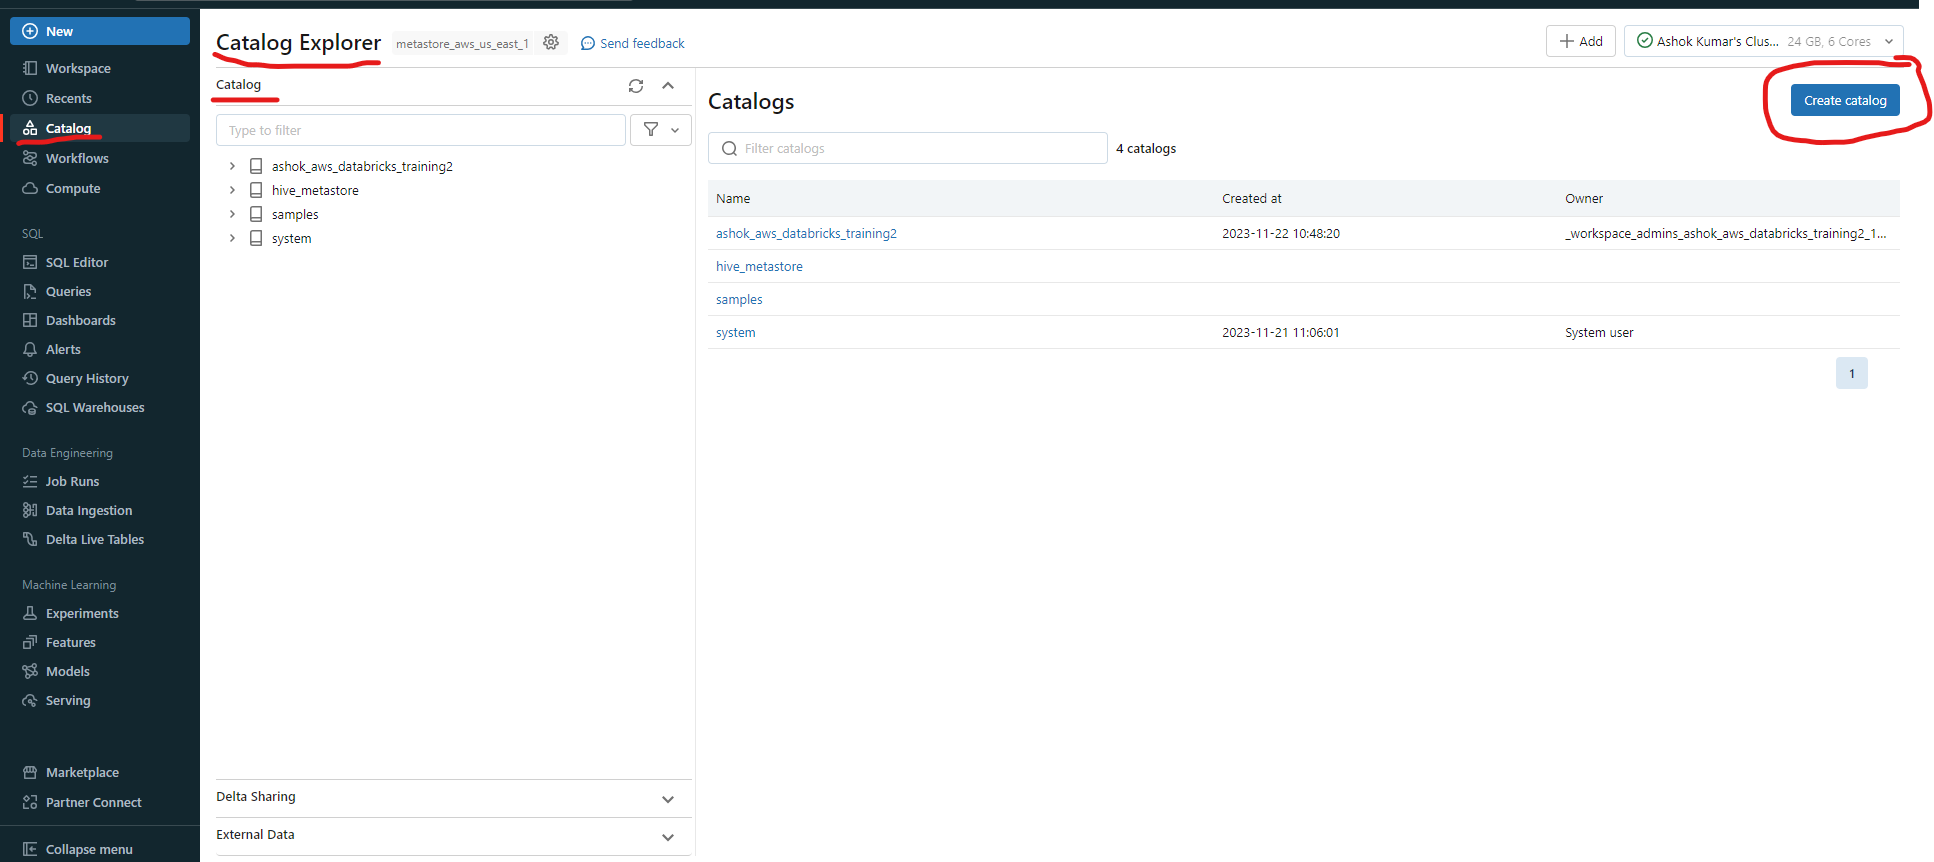 New
Workspace
Recents
Catalog
Workflows
Compute
SQL
SQL Editor
Queries
Dashboards
Alerts
Query History
SQL Warehouses
Data Engineering
Job Runs
Data Ingestion
Delta Live Tables
Machine Learning
Experiments
Features
Models
Serving
Marketplace
Partner Connect
Collapse menu
Catalog Explorer metastore_aws_us_east_1 Send feedback
Add Ashok Kumar's Clus... 24 GB, 6 Cores
Catalog
Type to filter
ashok_aws_databricks_training2
hive_metastore
samples
system
Delta Sharing
External Data
Catalogs
Create catalog
Filter catalogs 4 catalogs
Name Created at Owner
ashok_aws_databricks_training2 2023-11-22 10:48:20 _workspace_admins_ashok_aws_databricks_training2_1...
hive_metastore
samples
system 2023-11-21 11:06:01 System user
1